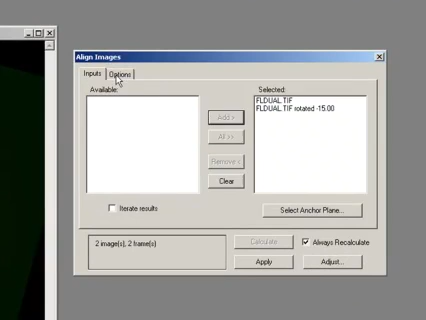 Align Images
Inputs Options
Available: Selected:
FLDUAL.TIF
FLDUAL.TIF rotated -15.00
Add >
All >>
Remove <
Clear
Iterate results
Select Anchor Plane...
2 image(s), 2 frame(s)
Calculate
Always Recalculate
Apply
Adjust...